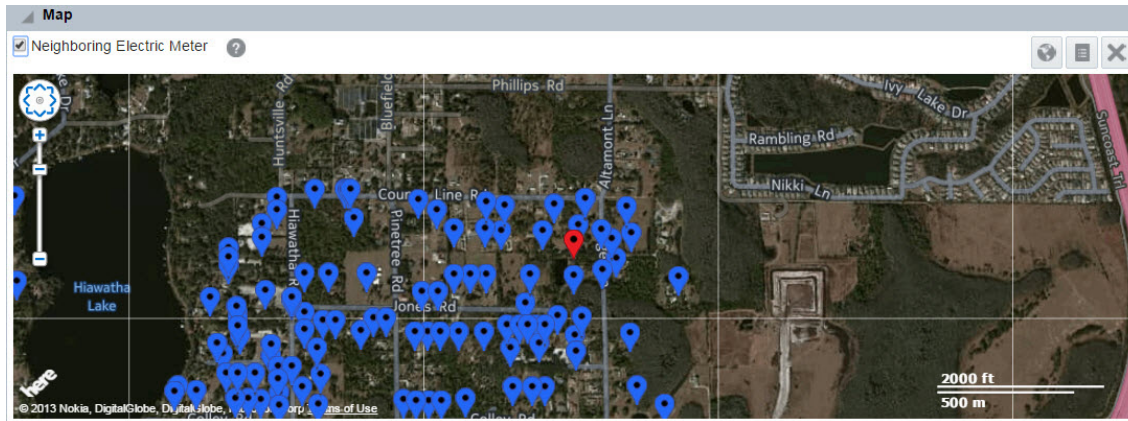 Map
Neighboring Electric Meter
?
Phillips Rd
Ivy Lake Dr
Suncoast Trl
Huntsville Rd
Bluefield
Altamont Ln
Rambling Rd
Nikki Ln
County Line Rd
Hiawatha R
Pinetree Rd
Hiawatha
Lake
Jones Rd
here
2000 ft
500 m
© 2013 Nokia, DigitalGlobe, DigitalGlobe,
Terms of Use
Colley Rd